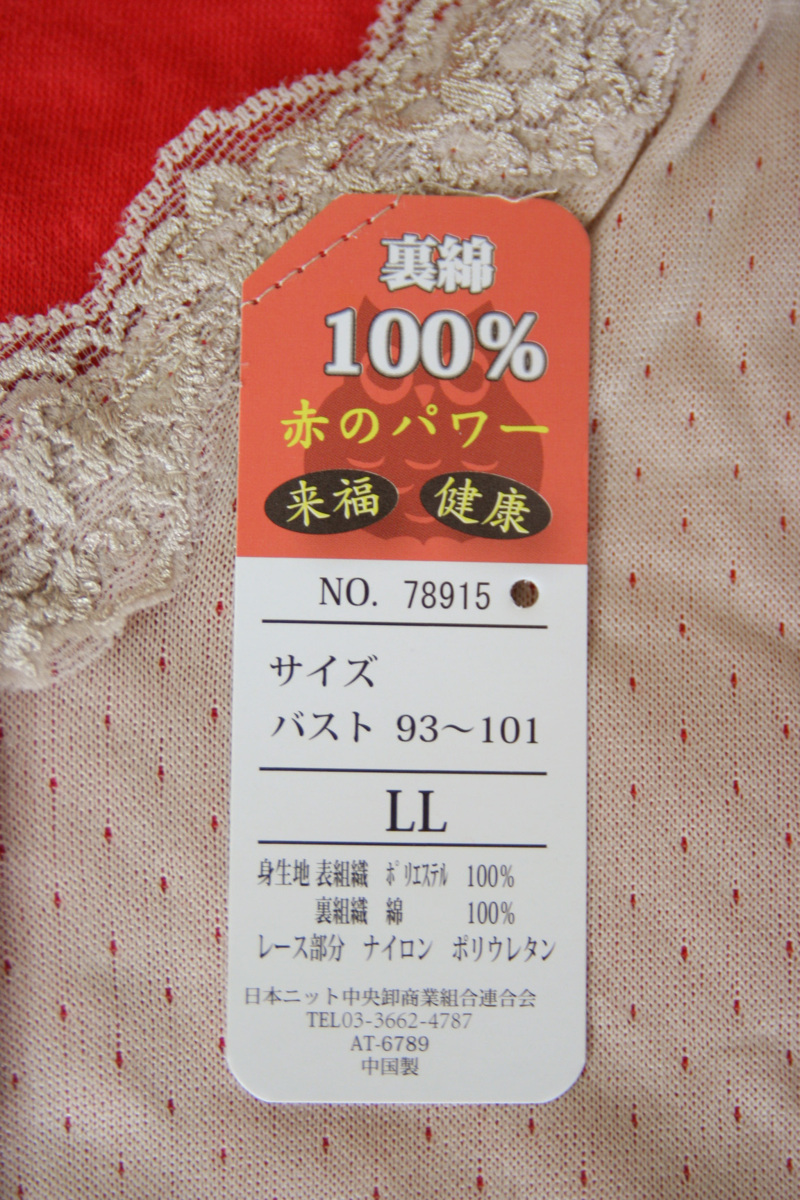 裏綿
100%
赤のパワー
来福 健康
NO. 78915
サイズ
バスト 93〜101
LL
身生地 表組織 ポリエステル 100%
裏組織 綿 100%
レース部分 ナイロン ポリウレタン
日本ニット中央卸商業組合連合会
TEL03-3662-4787
AT-6789
中国製